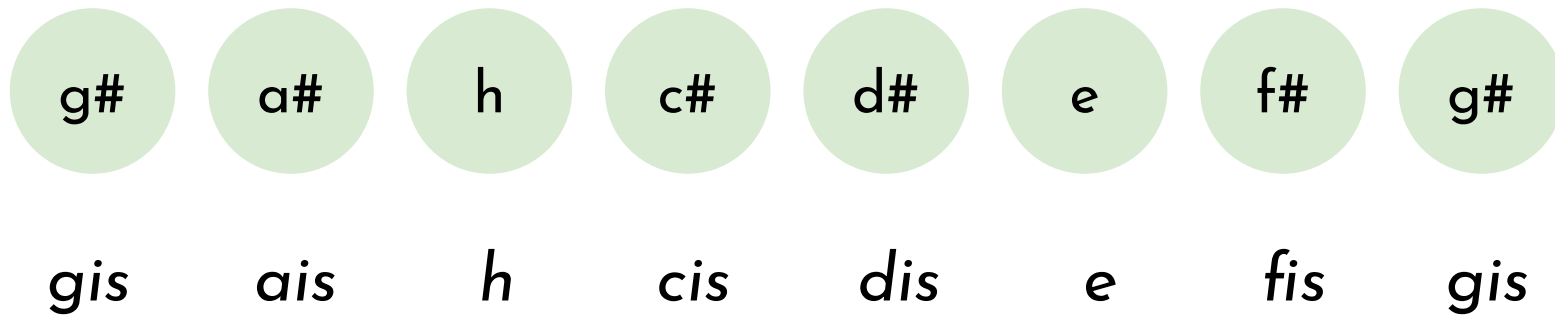 g# a# h c# d# e f# g#
gis ais h cis dis e fis gis